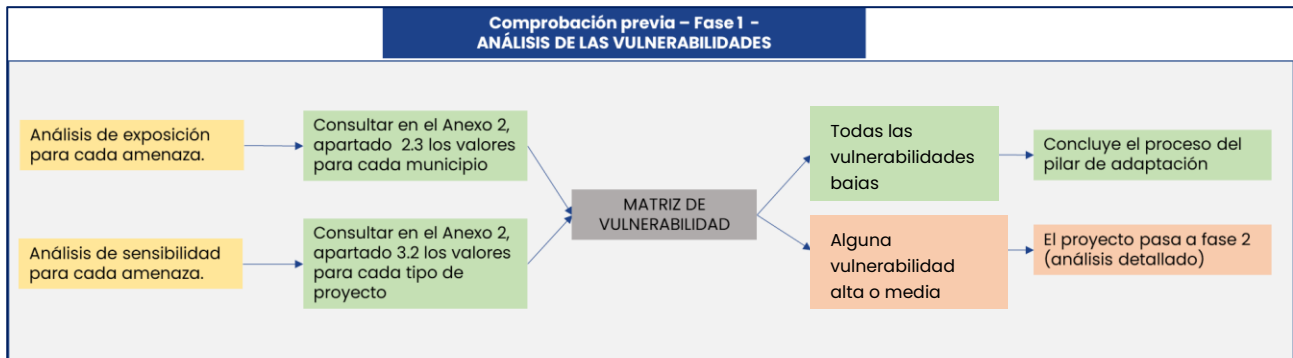 Comprobación previa – Fase 1 -
ANÁLISIS DE LAS VULNERABILIDADES
Análisis de exposición
para cada amenaza.
Consultar en el Anexo 2,
apartado 2.3 los valores
para cada municipio
Análisis de sensibilidad
para cada amenaza.
Consultar en el Anexo 2,
apartado 3.2 los valores
para cada tipo de
proyecto
MATRIZ DE
VULNERABILIDAD
Todas las
vulnerabilidades
bajas
Concluye el proceso del
pilar de adaptación
Alguna
vulnerabilidad
alta o media
El proyecto pasa a fase 2
(análisis detallado)